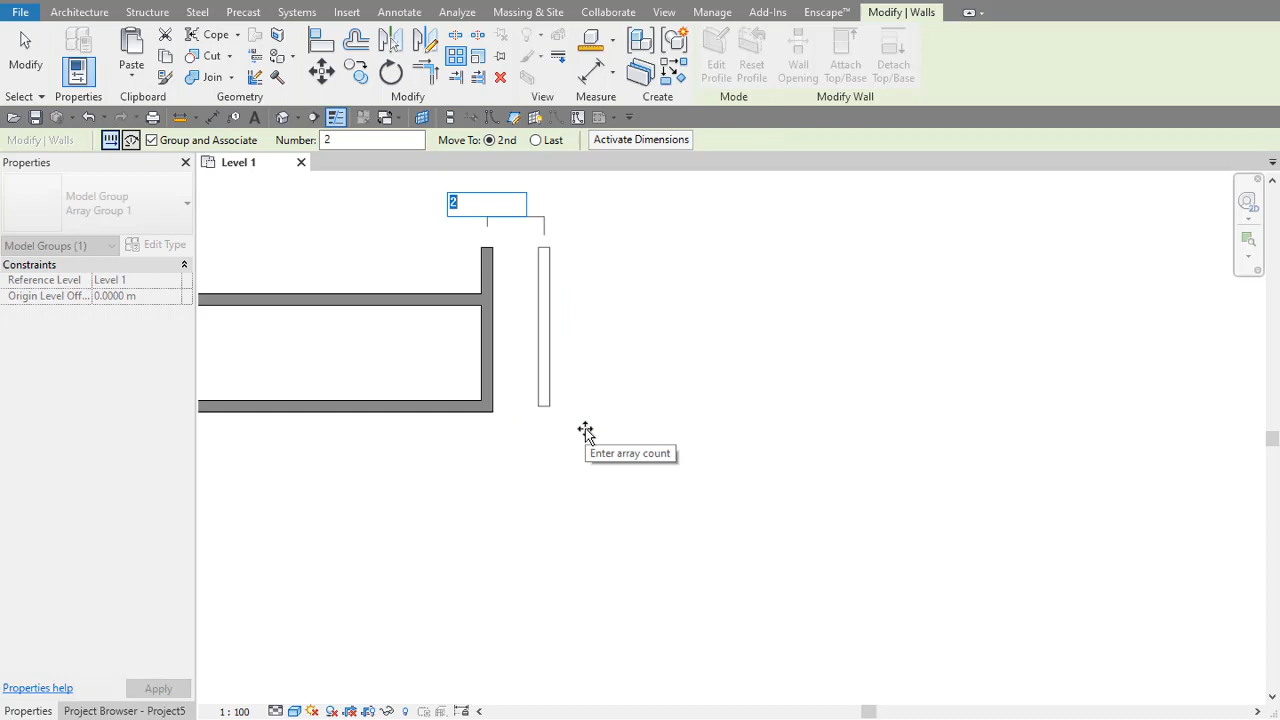 File Architecture Structure Steel Precast Systems Insert Annotate Analyze Massing & Site Collaborate View Manage Add-Ins Enscape™ Modify | Walls
Modify Paste Cope Cut Join Edit Profile Reset Profile Wall Opening Attach Top/Base Detach Top/Base
Select Properties Clipboard Geometry Modify View Measure Create Mode Modify Wall
Modify | Walls Group and Associate Number: 2 Move To: 2nd Last Activate Dimensions
Properties Level 1
Model Group
Array Group 1
2
Model Groups (1) Edit Type
Constraints
Reference Level Level 1
Origin Level Off... 0.0000 m
Enter array count
Properties help Apply
Properties Project Browser - Project5 1 : 100
2D